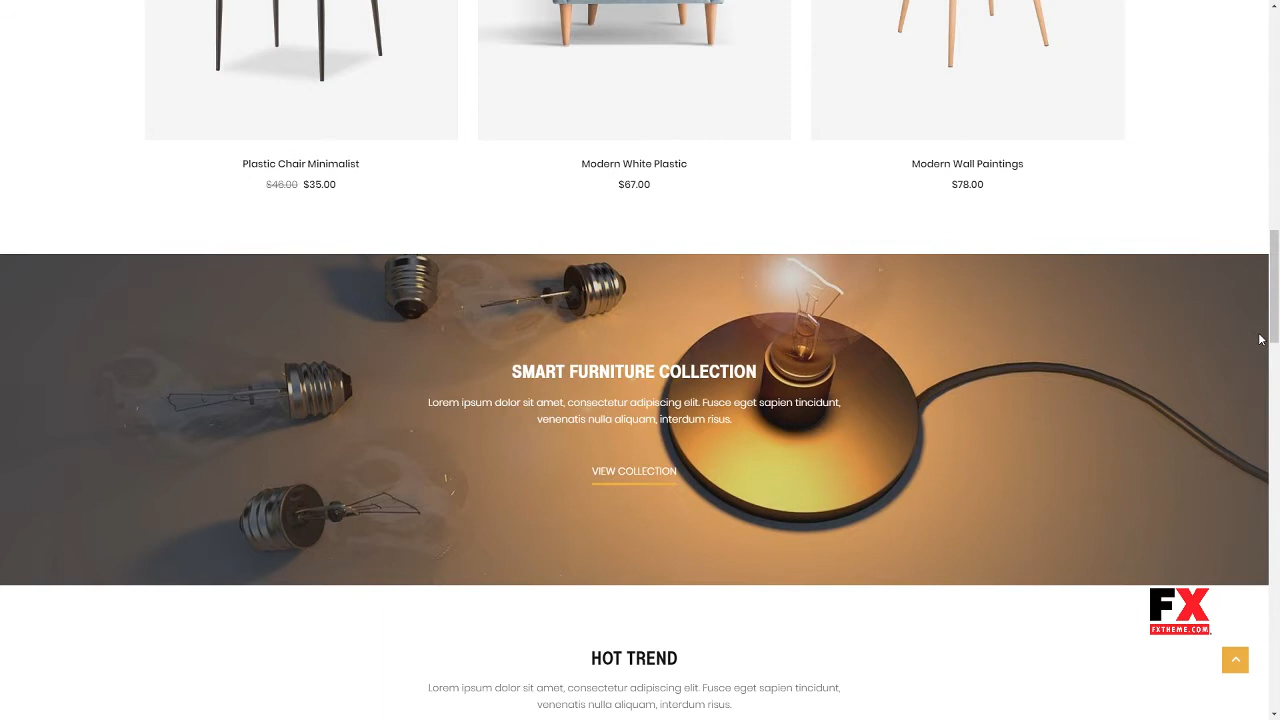 Plastic Chair Minimalist
$46.00 $35.00
Modern White Plastic
$67.00
Modern Wall Paintings
$78.00
SMART FURNITURE COLLECTION
Lorem ipsum dolor sit amet, consectetur adipiscing elit. Fusce eget sapien tincidunt,
venenatis nulla aliquam, interdum risus.
VIEW COLLECTION
FX
FXTHEME.COM
HOT TREND
Lorem ipsum dolor sit amet, consectetur adipiscing elit. Fusce eget sapien tincidunt,
venenatis nulla aliquam, interdum risus.